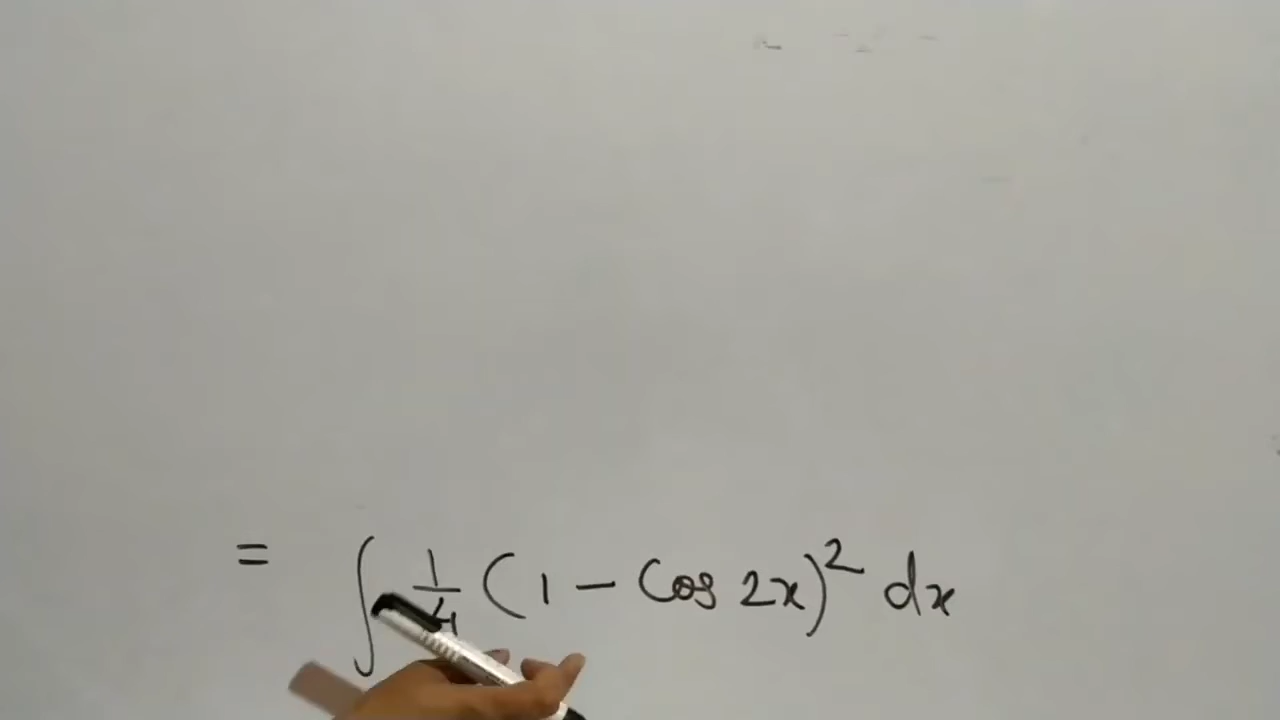 = ∫ 1/4 (1 - Cos 2x)² dx